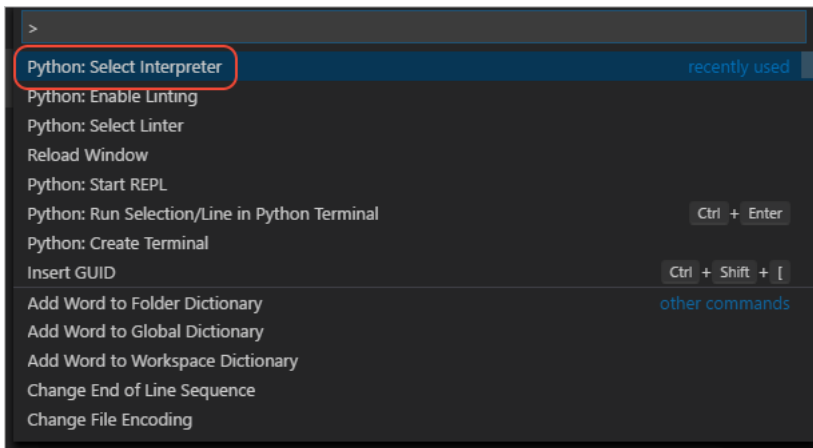 >
Python: Select Interpreter recently used
Python: Enable Linting
Python: Select Linter
Reload Window
Python: Start REPL
Python: Run Selection/Line in Python Terminal Ctrl + Enter
Python: Create Terminal
Insert GUID Ctrl + Shift + [
Add Word to Folder Dictionary other commands
Add Word to Global Dictionary
Add Word to Workspace Dictionary
Change End of Line Sequence
Change File Encoding